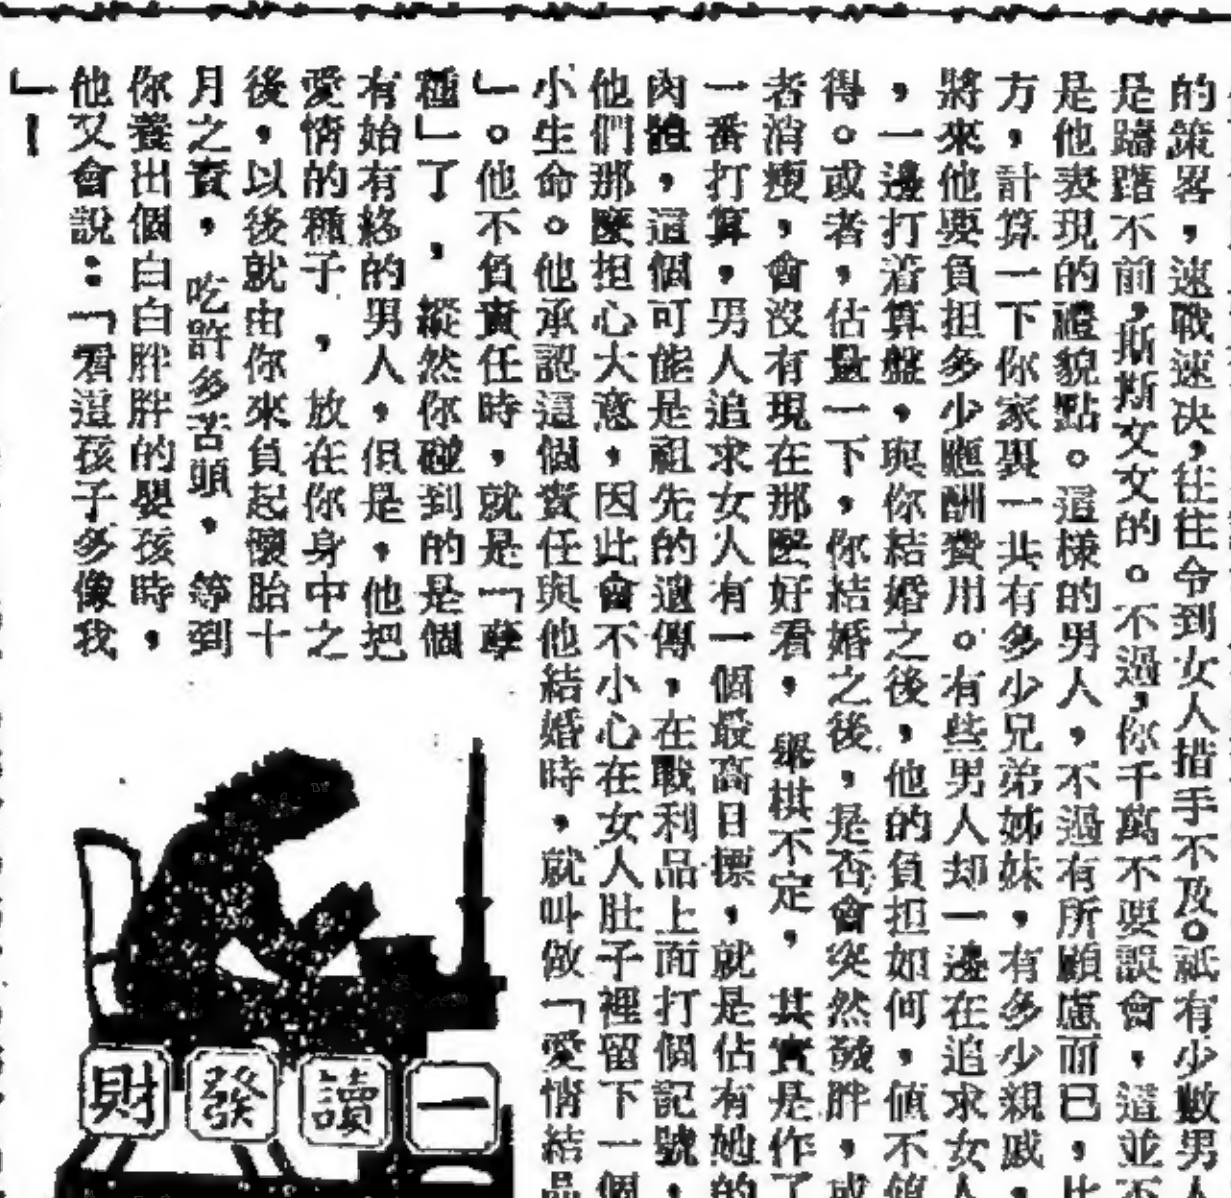 的策畧，速戰速決，往往令到女人措手不及。祇有少數男人
是躊躇不前，斯斯文文的。不過，你千萬不要誤會，這並不
是他表現的禮貌點。這樣的男人，不過有所顧慮而已，比
方，計算一下你家裏一共有多少兄弟姊妹，有多少親戚，
將來他要負担多少應酬費用。有些男人却一邊在追求女人
，一邊打着算盤，與你結婚之後，他的負担如何，值不值
得。或者，估量一下，你結婚之後，是否會突然發胖，或
者消瘦，會沒有現在那麼好看，舉棋不定，其實是作了
一番打算，男人追求女人有一個最高目標，就是佔有她的
肉體，這個可能是祖先的遺傳，在戰利品上面打個記號，
他們那麼担心大意，因此會不小心在女人肚子裡留下一個
小生命。他承認這個責任與他結婚時，就叫做「愛情結品
」。他不負責任時，就是「孽
種」了，縱然你碰到的是個
有始有終的男人，但是，他把
愛情的種子，放在你身中之
後，以後就由你來負起懷胎十
月之責，吃許多苦頭，等到
你養出個白白胖胖的嬰孩時，
他又會說：「看這孩子多像我
」！
一讀發財